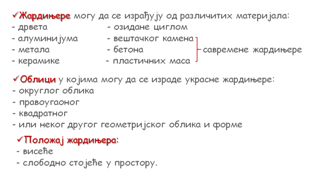 ✓Жардињере могу да се израђују од различитих материјала:
- дрвета - озидане циглом
- алуминијума - вештачког камена
- метала - бетона - савремене жардињере
- керамике - пластичних маса
✓Облици у којима могу да се израде украсне жардињере:
- округлог облика
- правоугаоног
- квадратног
- или неког другог геометријског облика и форме
✓Положај жардињера:
- висеће
- слободно стојеће у простору.